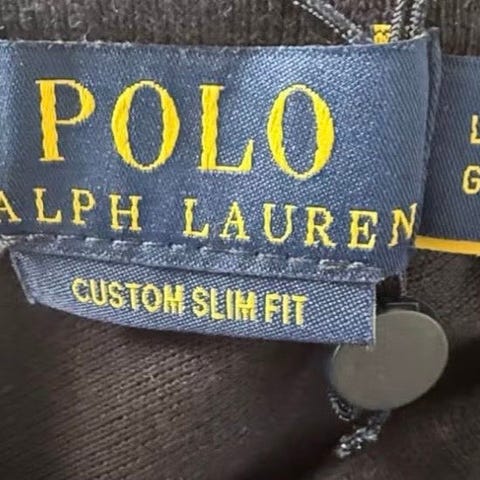 POLO
ALPH LAUREN
CUSTOM SLIM FIT
L
G